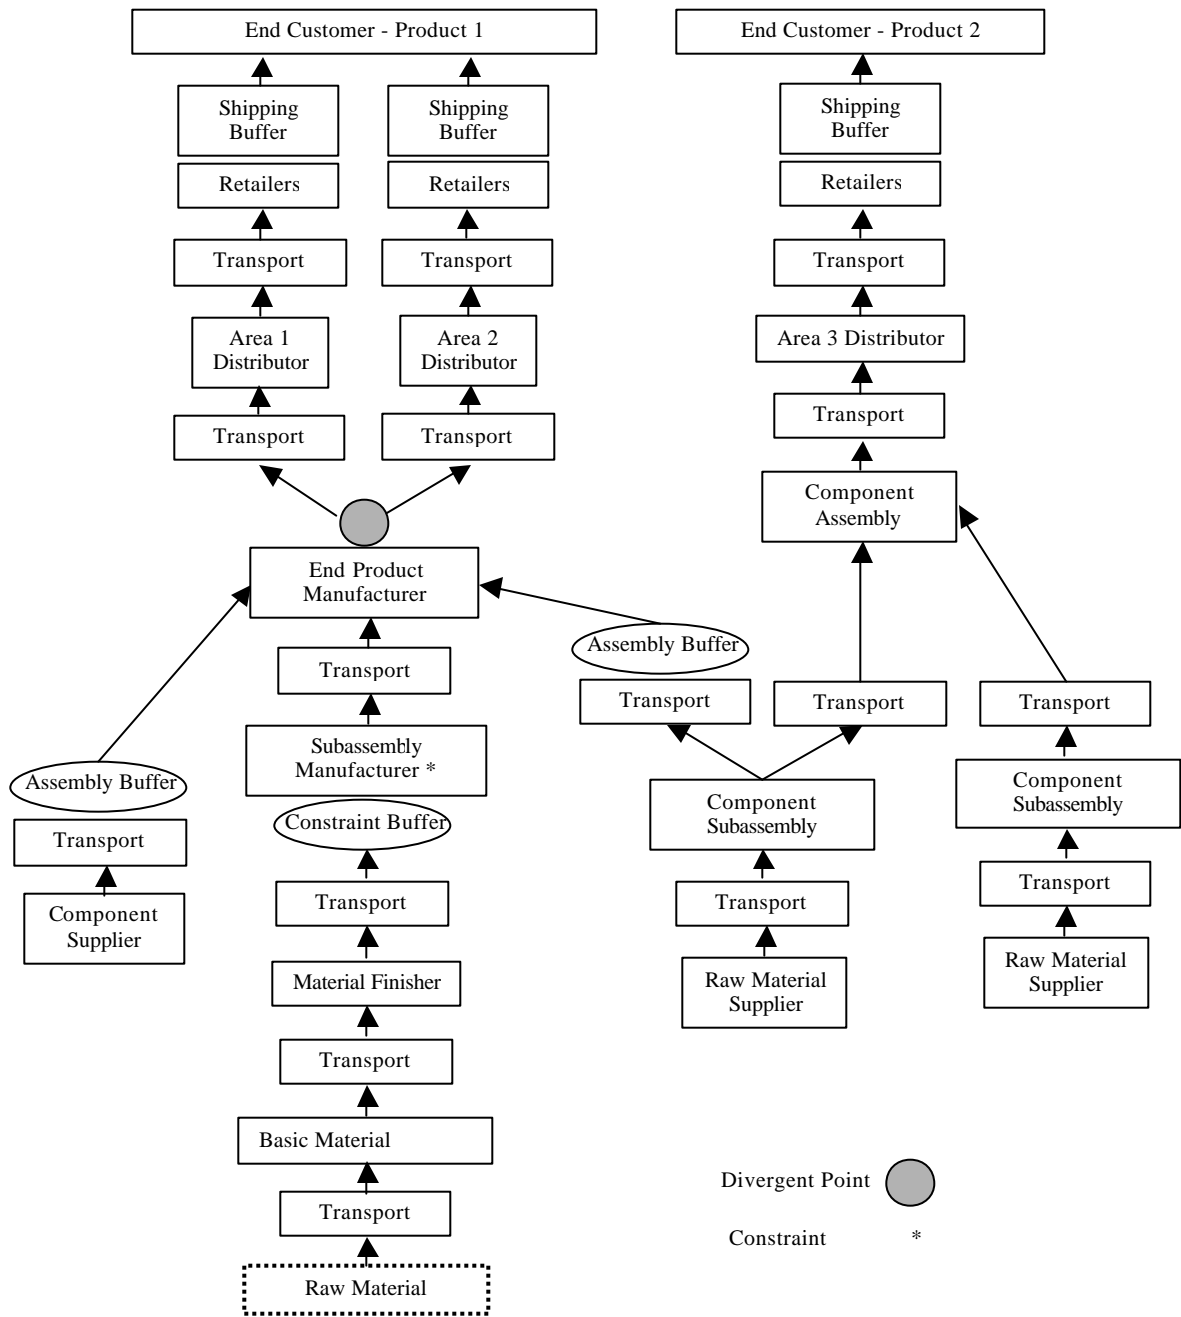 End Customer - Product 1
End Customer - Product 2
Shipping
Buffer
Shipping
Buffer
Shipping
Buffer
Retailers
Retailers
Retailers
Transport
Transport
Transport
Area 1
Distributor
Area 2
Distributor
Area 3 Distributor
Transport
Transport
Transport
Component
Assembly
End Product
Manufacturer
Assembly Buffer
Transport
Transport
Transport
Transport
Subassembly
Manufacturer *
Assembly Buffer
Constraint Buffer
Component
Subassembly
Component
Subassembly
Transport
Transport
Transport
Transport
Component
Supplier
Material Finisher
Raw Material
Supplier
Raw Material
Supplier
Transport
Basic Material
Transport
Raw Material
Divergent Point
Constraint *